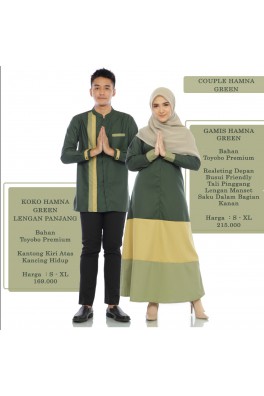 COUPLE HAMNA
GREEN
GAMIS HAMNA
GREEN
Bahan
Toyobo Premium
Resleting Depan
Busui Friendly
Tali Pinggang
Lengan Manset
Saku Dalam Bagian
Kanan
Harga : S - XL
215.000
KOKO HAMNA
GREEN
LENGAN PANJANG
Bahan
Toyobo Premium
Kantong Kiri Atas
Kancing Hidup
Harga : S - XL
169.000